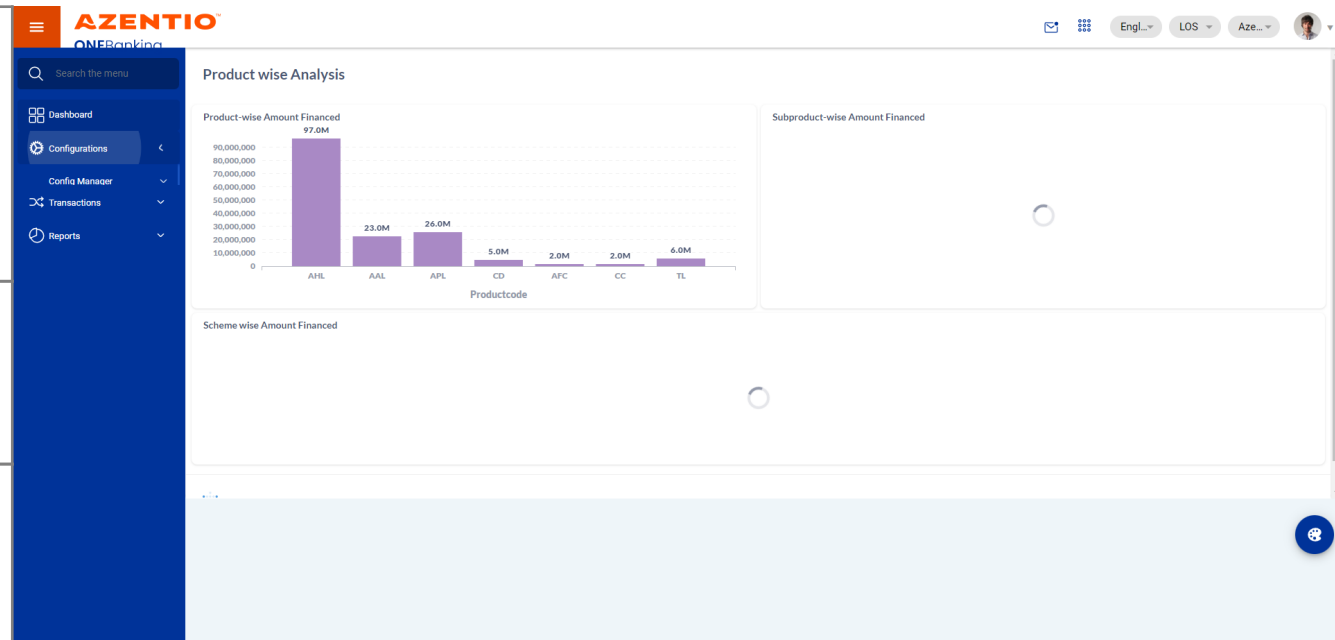 AZENTIO
ONEBanking
Engl...
LOS
Aze...
Search the menu
Dashboard
Configurations
Config Manager
Transactions
Reports
Product wise Analysis
Product-wise Amount Financed
97.0M
90,000,000
80,000,000
70,000,000
60,000,000
50,000,000
40,000,000
30,000,000
20,000,000
10,000,000
0
23.0M
26.0M
5.0M
2.0M
2.0M
6.0M
AHL AAL APL CD AFC CC TL
Productcode
Subproduct-wise Amount Financed
Scheme wise Amount Financed